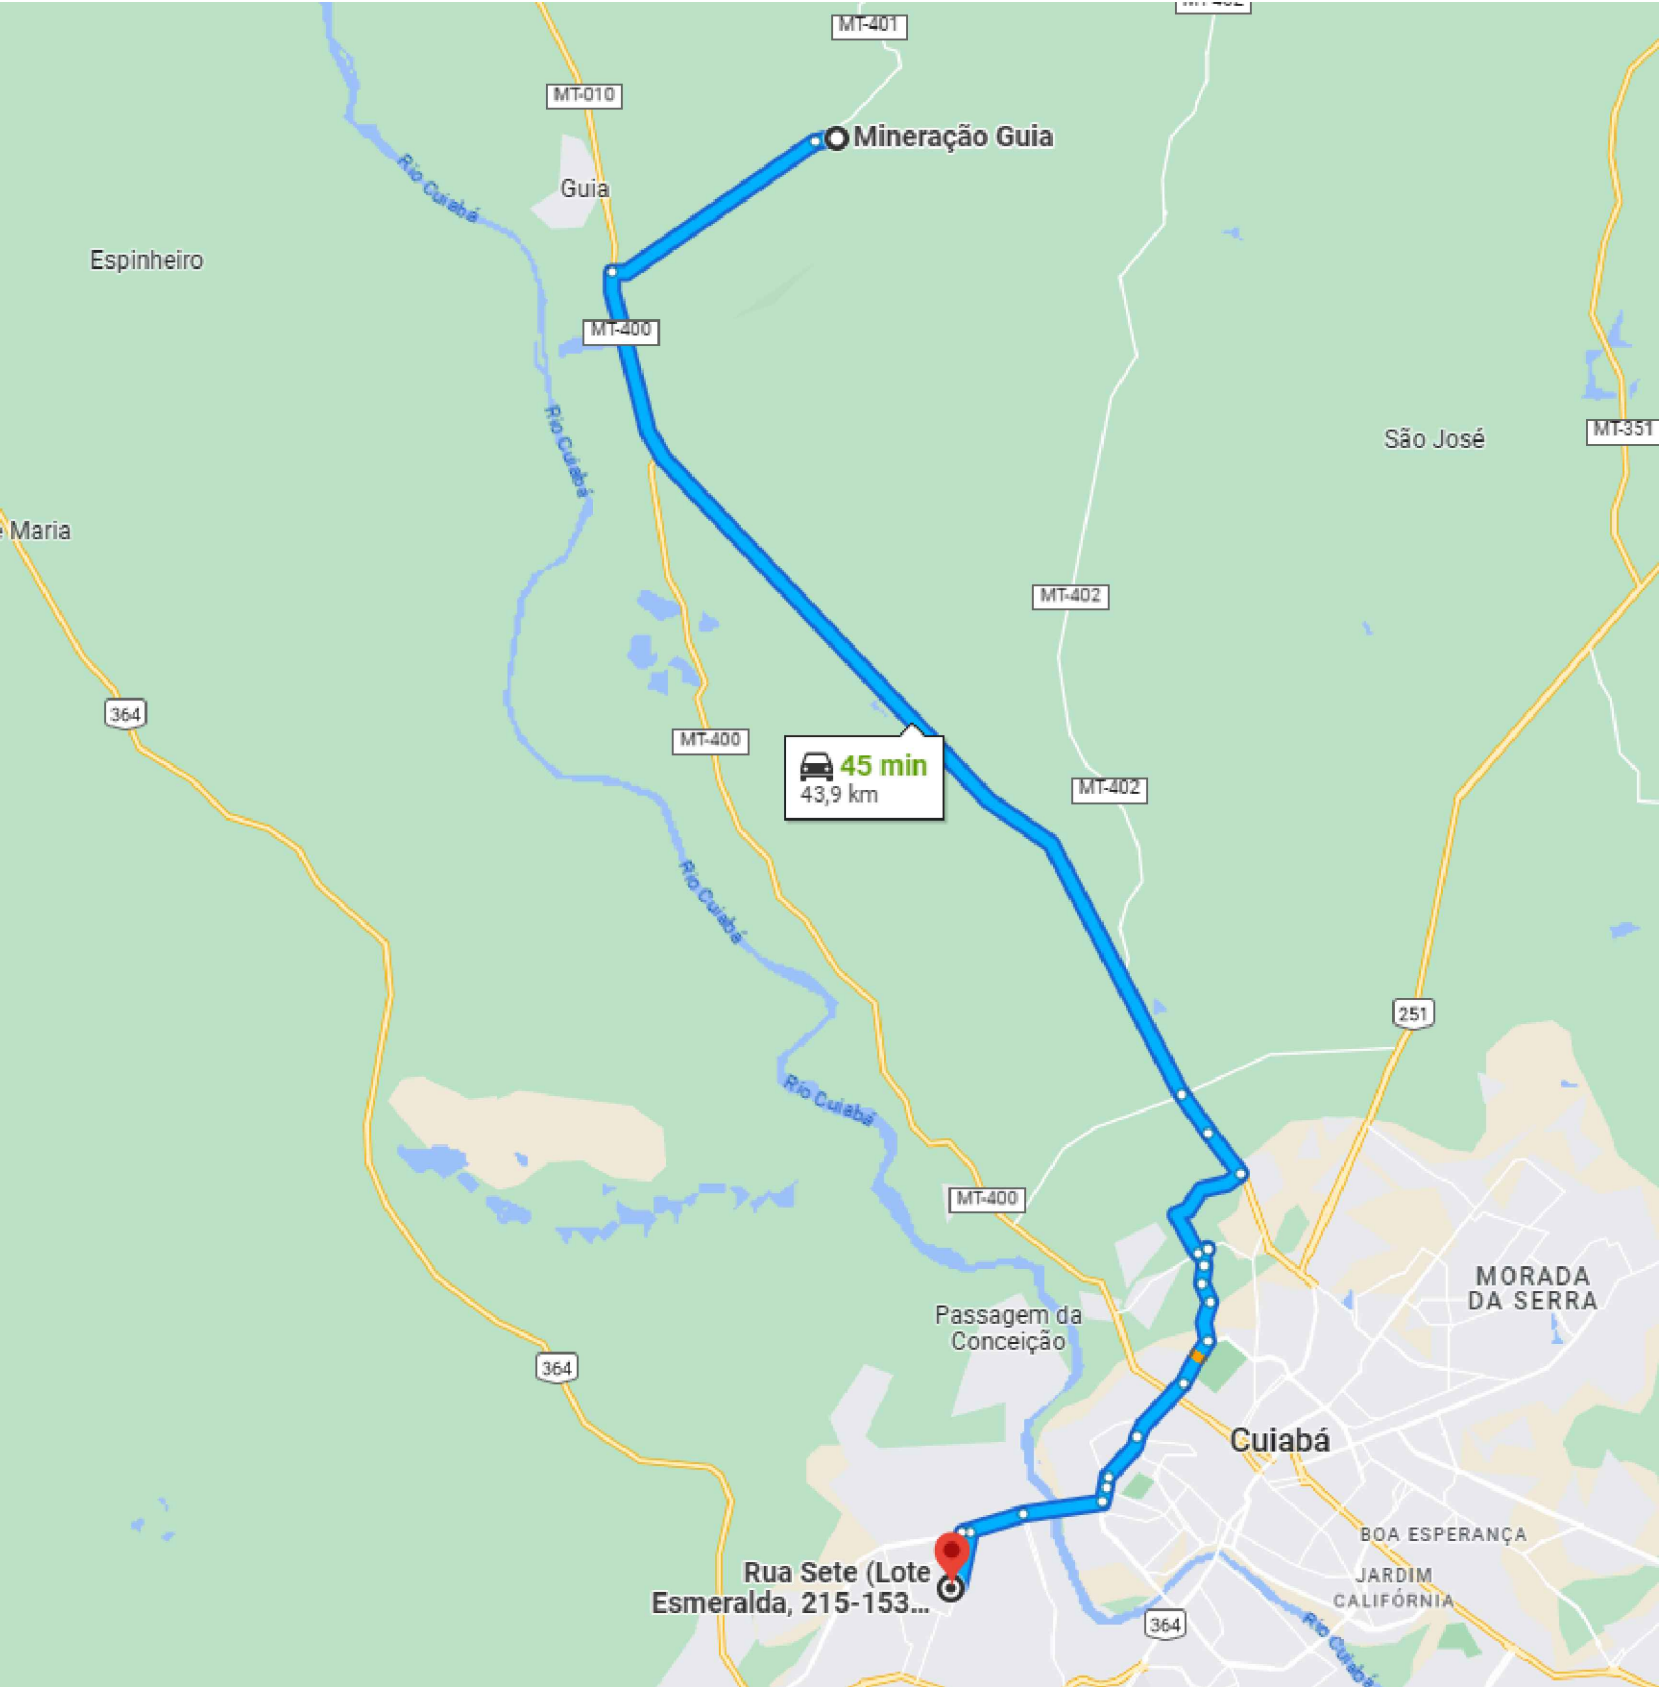 MT-402
MT-401
MT-010
Mineração Guia
Rio Cuiabá
Guia
Espinheiro
MT-400
Rio Cuiabá
São José
MT-351
Maria
MT-402
364
MT-400
45 min
43,9 km
MT-402
Rio Cuiabá
251
Rio Cuiabá
MT-400
MORADA
DA SERRA
Passagem da
Conceição
364
Cuiabá
BOA ESPERANÇA
Rua Sete (Lote
Esmeralda, 215-153...
JARDIM
CALIFÓRNIA
364
Rio Cuiabá